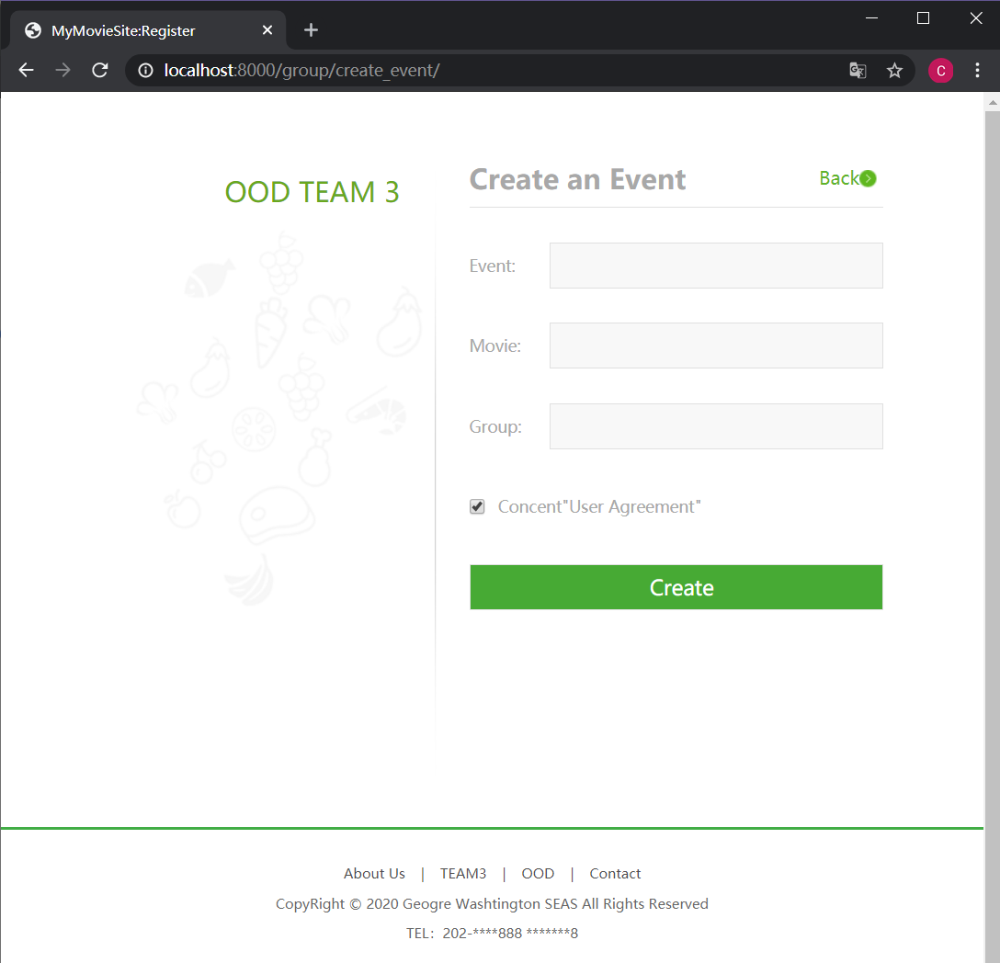 MyMovieSite:Register
localhost:8000/group/create_event/
C
OOD TEAM 3
Create an Event
Back
Event:
Movie:
Group:
Concent"User Agreement"
Create
About Us | TEAM3 | OOD | Contact
CopyRight © 2020 Geogre Washtington SEAS All Rights Reserved
TEL：202-****888 *******8